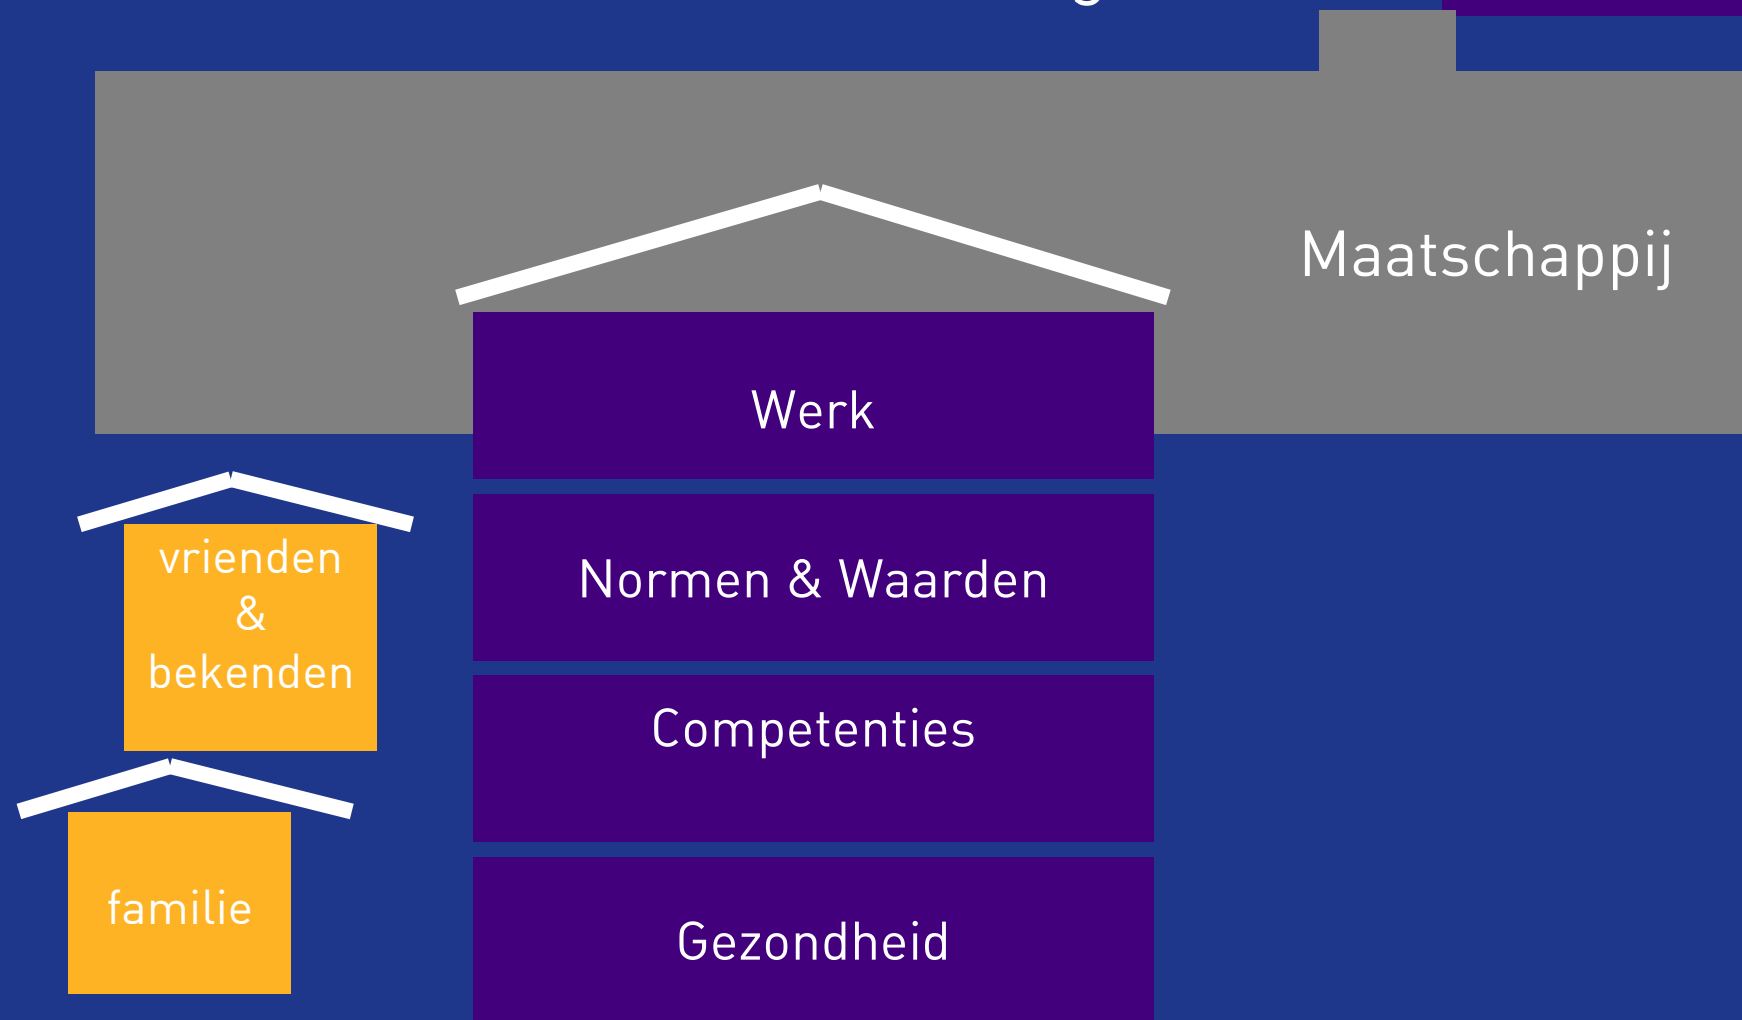 Maatschappij
Werk
Normen & Waarden
Competenties
Gezondheid
vrienden
&
bekenden
familie